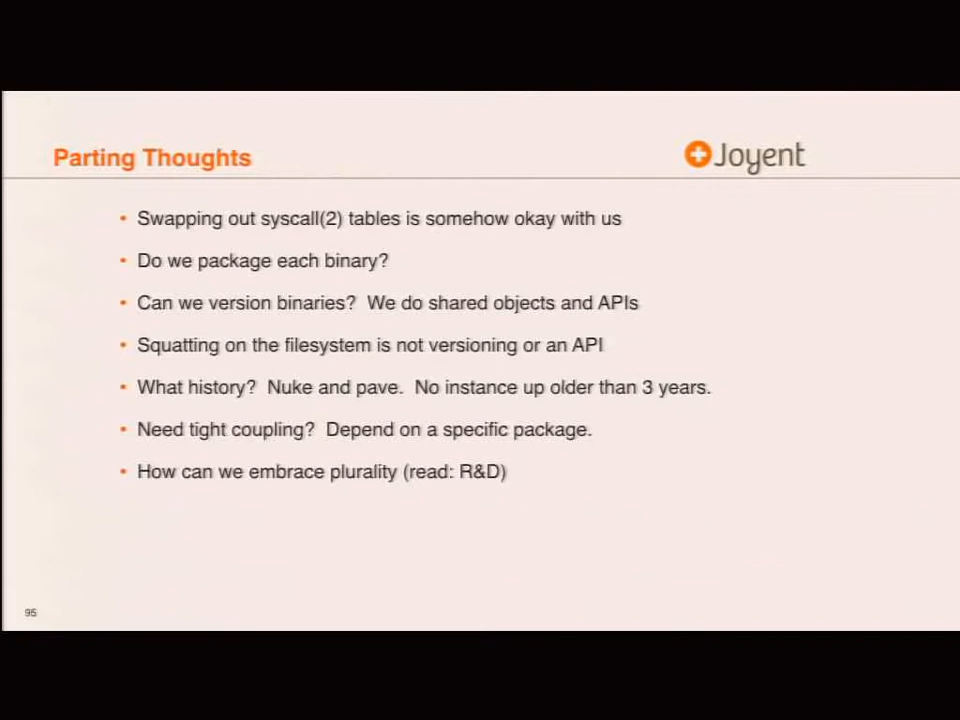 Parting Thoughts
Joyent
• Swapping out syscall(2) tables is somehow okay with us
• Do we package each binary?
• Can we version binaries?  We do shared objects and APIs
• Squatting on the filesystem is not versioning or an API
• What history?  Nuke and pave.  No instance up older than 3 years.
• Need tight coupling?  Depend on a specific package.
• How can we embrace plurality (read: R&D)
95